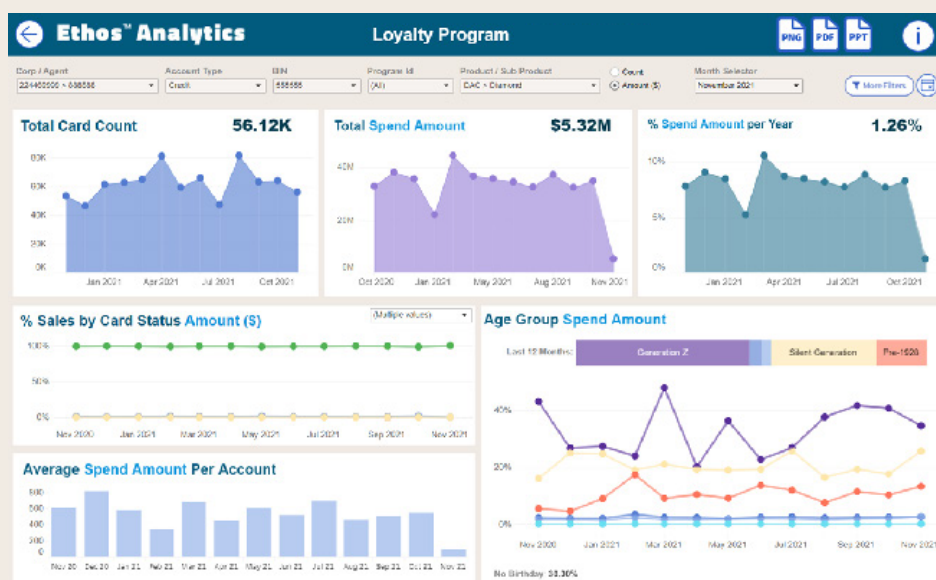 Ethos™ Analytics
Loyalty Program
PNG PDF PPT i
Corp / Agent Account Type BIN Program Id Product / Sub Product Count Month Selector
Credit 555555 (All) DAC > Diamond Amount ($) November 2021 More Filters
Total Card Count 56.12K
80K
60K
40K
20K
0K
Jan 2021 Apr 2021 Jul 2021 Oct 2021
Total Spend Amount $5.32M
40M
20M
0M
Oct 2020 Jan 2021 May 2021 Aug 2021 Nov 2021
% Spend Amount per Year 1.26%
10%
5%
0%
Jan 2021 Apr 2021 Jul 2021 Oct 2021
% Sales by Card Status Amount ($) (Multiple values)
100%
50%
0%
Nov 2020 Jan 2021 Mar 2021 May 2021 Jul 2021 Sep 2021 Nov 2021
Age Group Spend Amount
Last 12 Months: Generation Z Silent Generation Pre-1928
40%
20%
0%
Nov 2020 Jan 2021 Mar 2021 May 2021 Jul 2021 Sep 2021 Nov 2021
No Birthday:
Average Spend Amount Per Account
800
600
400
200
0
Nov 20 Dec 20 Jan 21 Feb 21 Mar 21 Apr 21 May 21 Jun 21 Jul 21 Aug 21 Sep 21 Oct 21 Nov 21